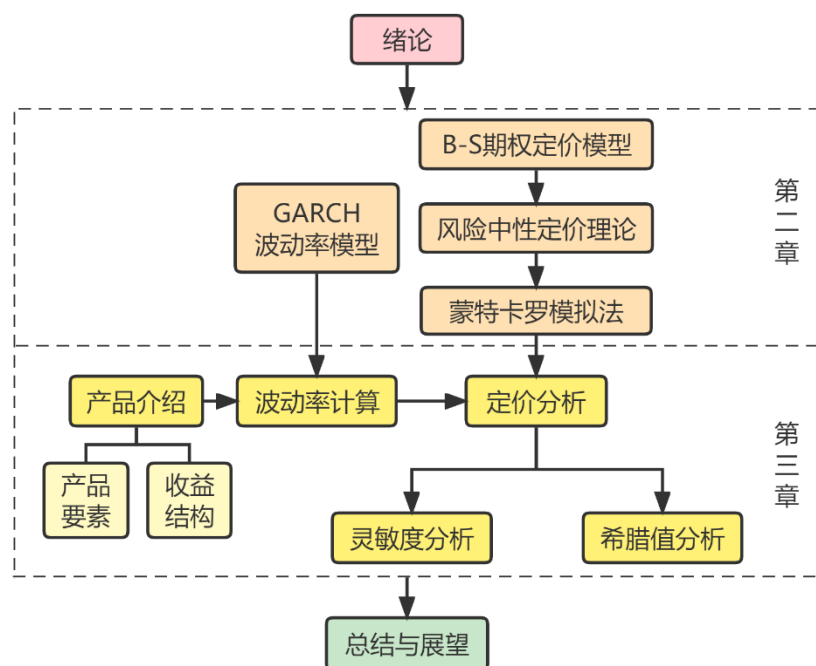 绪论
B-S期权定价模型
GARCH
波动率模型
风险中性定价理论
蒙特卡罗模拟法
第
二
章
产品介绍
波动率计算
定价分析
产品
要素
收益
结构
灵敏度分析
希腊值分析
第
三
章
总结与展望